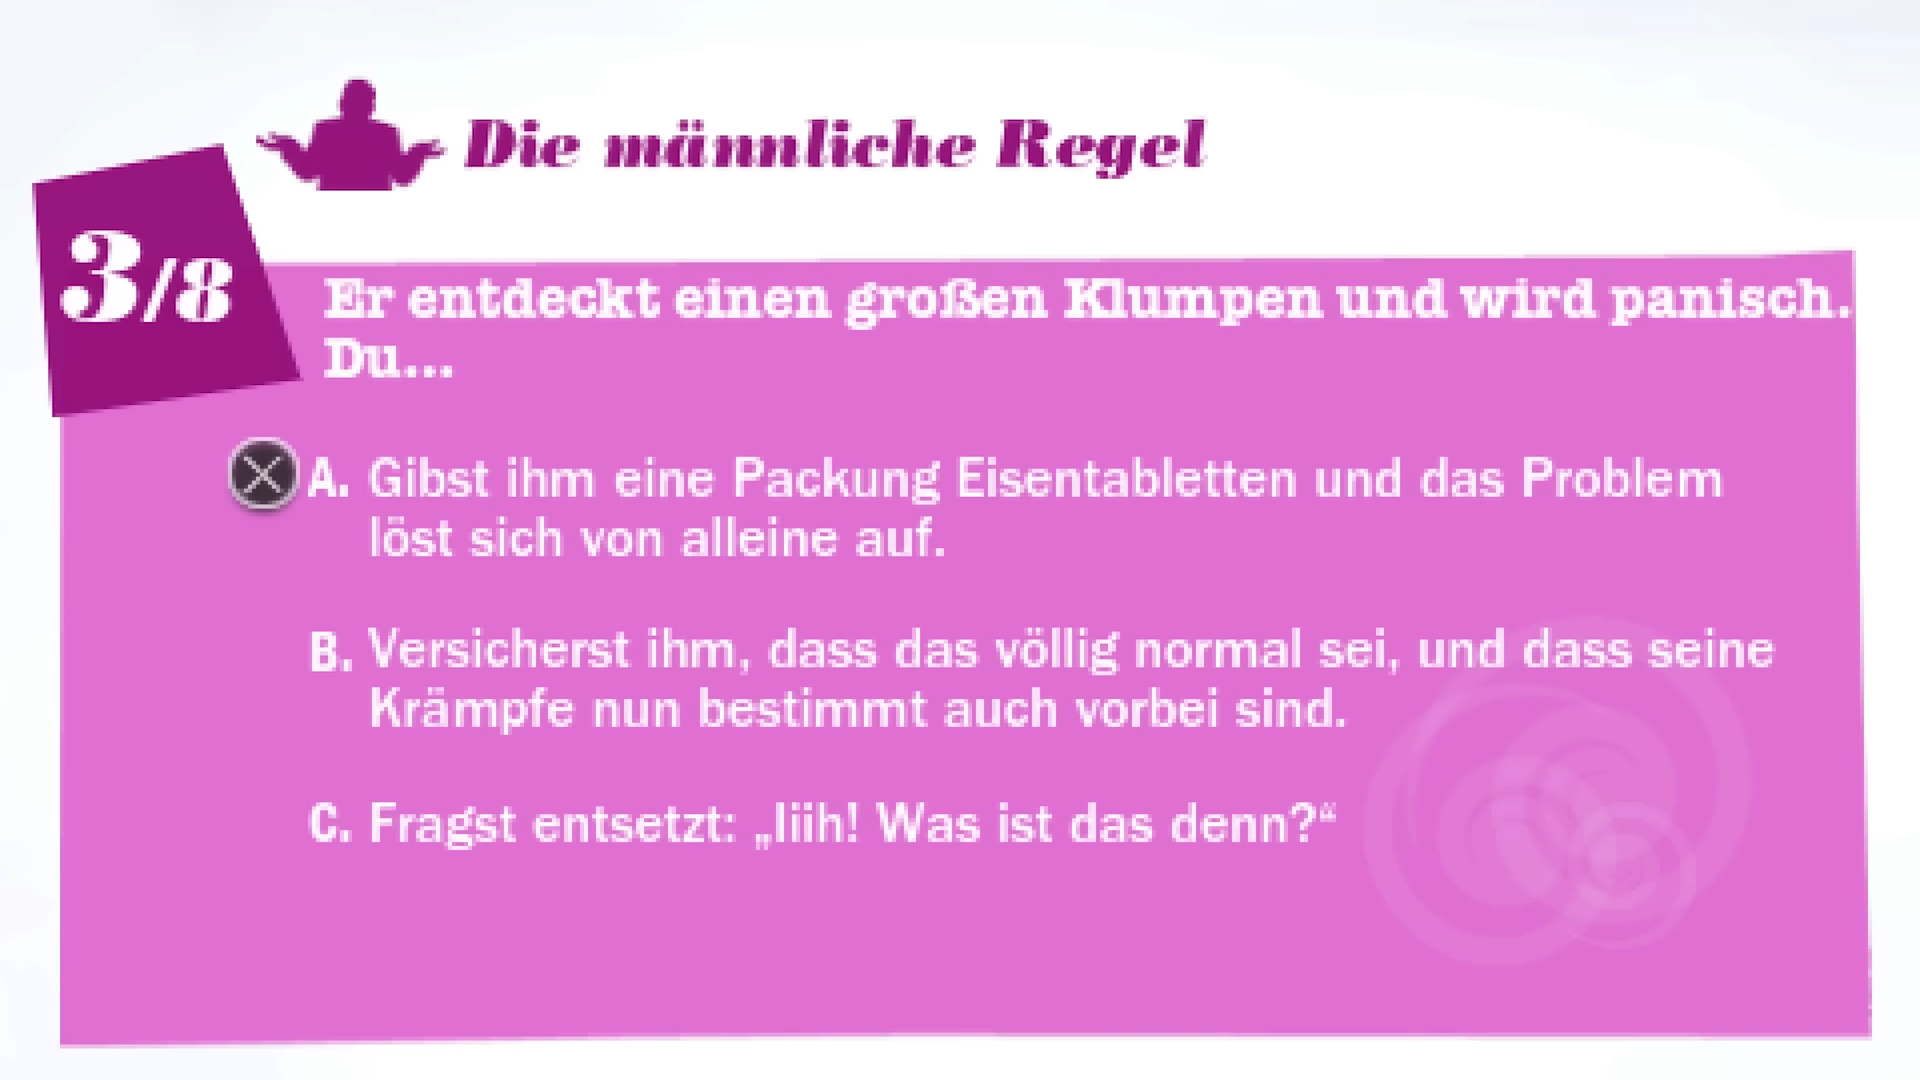 Die männliche Regel
3/8
Er entdeckt einen großen Klumpen und wird panisch.
Du...
A. Gibst ihm eine Packung Eisentabletten und das Problem
löst sich von alleine auf.
B. Versicherst ihm, dass das völlig normal sei, und dass seine
Krämpfe nun bestimmt auch vorbei sind.
C. Fragst entsetzt: „Iiih! Was ist das denn?“